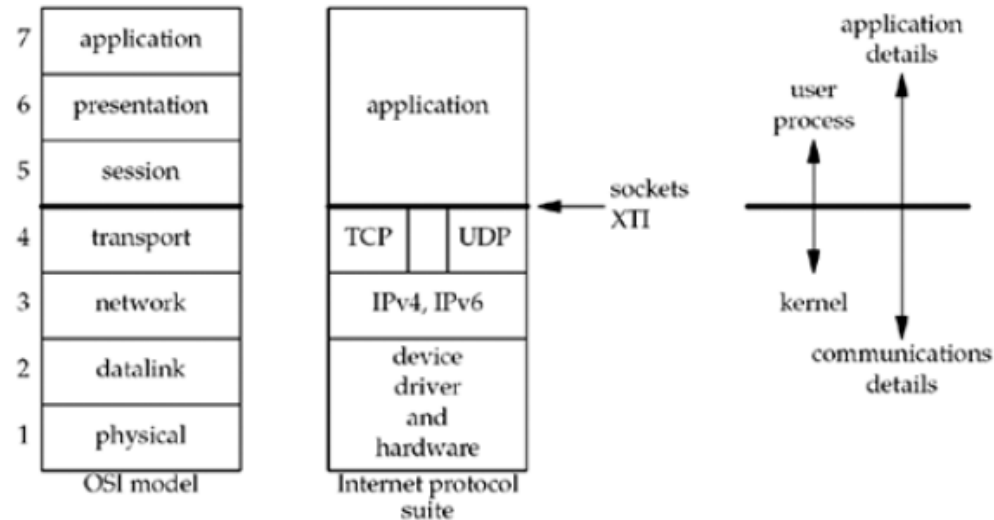 7 application
6 presentation
5 session
4 transport
3 network
2 datalink
1 physical
OSI model
application
TCP UDP
IPv4, IPv6
device
driver
and
hardware
Internet protocol
suite
sockets
XTI
application
details
user
process
kernel
communications
details